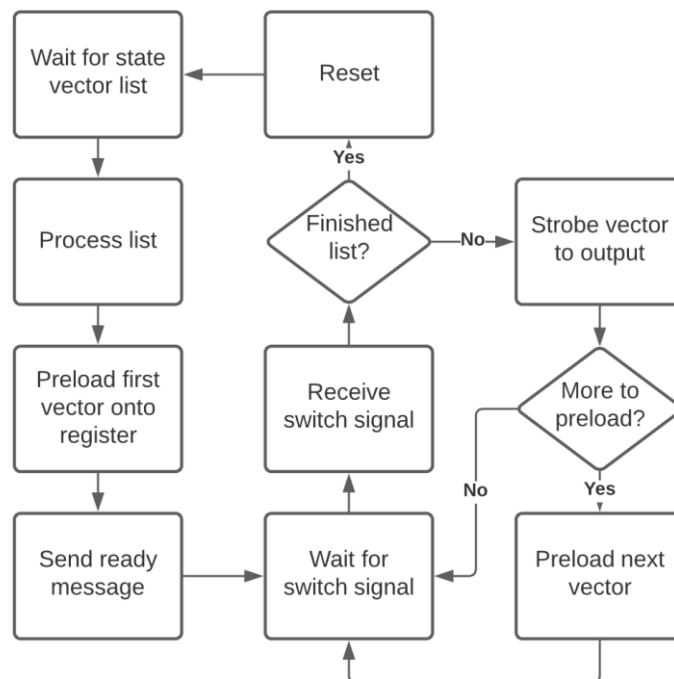 Wait for state
vector list
Reset
Yes
Process list
Finished
list?
No
Strobe vector
to output
Preload first
vector onto
register
Receive
switch signal
More to
preload?
No
Yes
Send ready
message
Wait for
switch signal
Preload next
vector